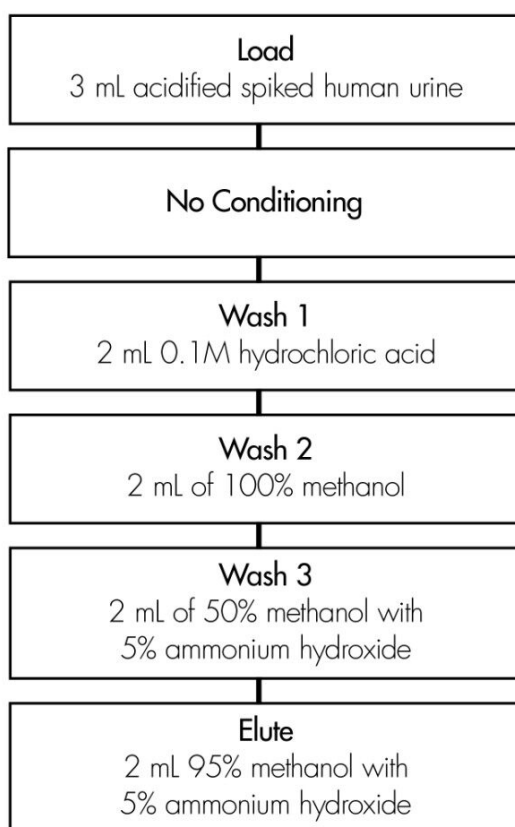 Load
3 mL acidified spiked human urine
No Conditioning
Wash 1
2 mL 0.1M hydrochloric acid
Wash 2
2 mL of 100% methanol
Wash 3
2 mL of 50% methanol with
5% ammonium hydroxide
Elute
2 mL 95% methanol with
5% ammonium hydroxide